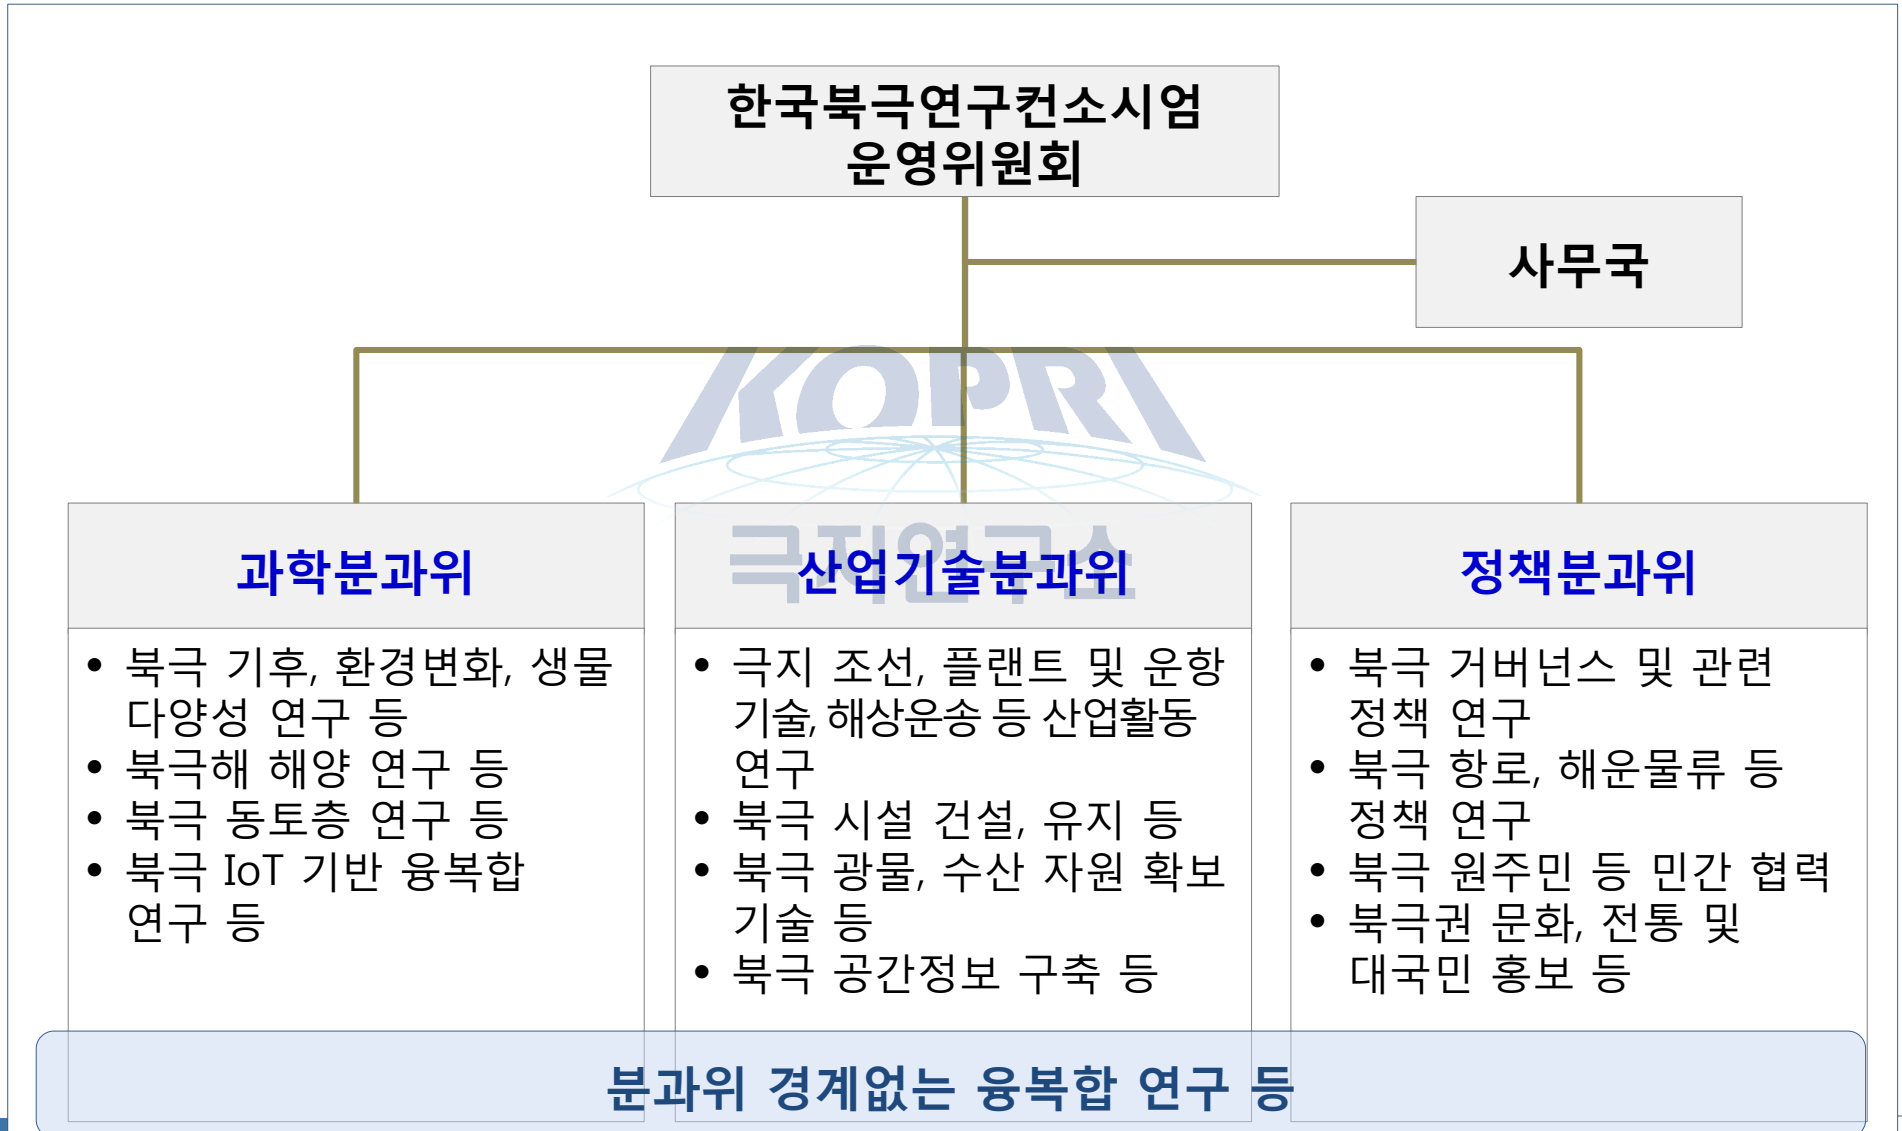 한국북극연구컨소시엄
운영위원회
사무국
KOPRI
극지연구소
과학분과위
• 북극 기후, 환경변화, 생물
다양성 연구 등
• 북극해 해양 연구 등
• 북극 동토층 연구 등
• 북극 IoT 기반 융복합
연구 등
산업기술분과위
• 극지 조선, 플랜트 및 운항
기술, 해상운송 등 산업활동
연구
• 북극 시설 건설, 유지 등
• 북극 광물, 수산 자원 확보
기술 등
• 북극 공간정보 구축 등
정책분과위
• 북극 거버넌스 및 관련
정책 연구
• 북극 항로, 해운물류 등
정책 연구
• 북극 원주민 등 민간 협력
• 북극권 문화, 전통 및
대국민 홍보 등
분과위 경계없는 융복합 연구 등